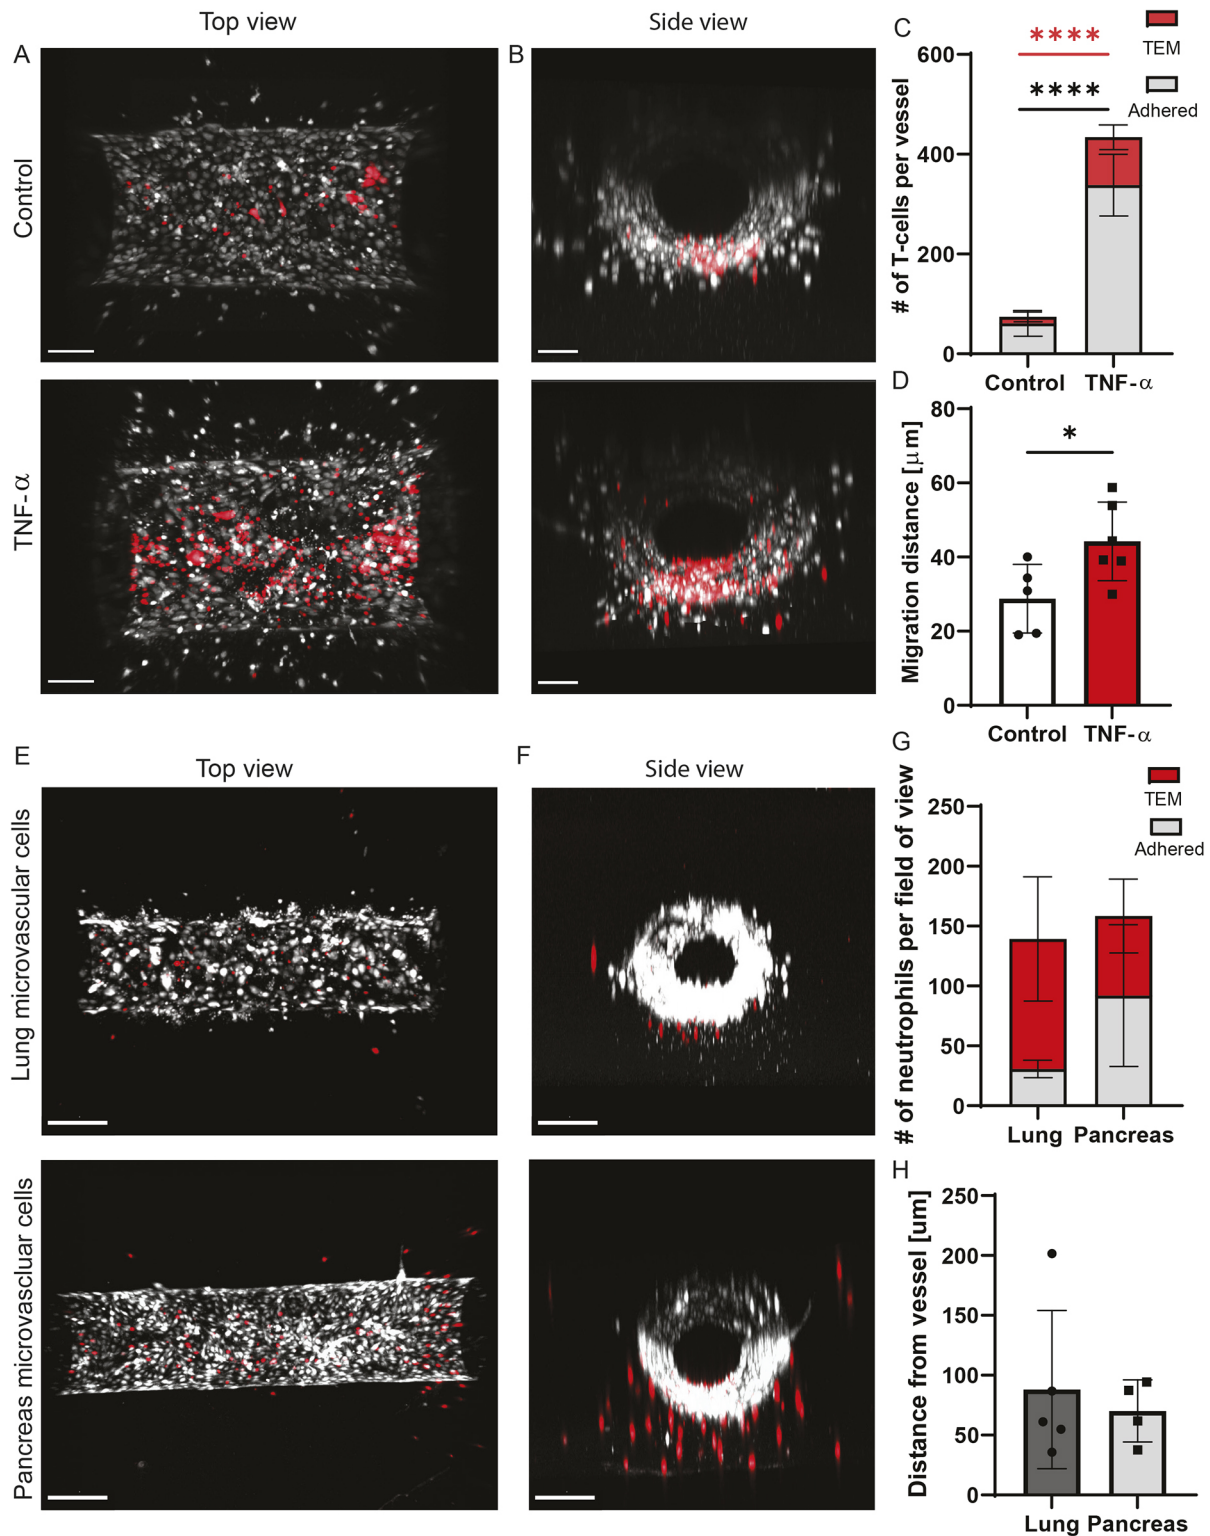 Top view
Side view
A
B
C
Control
TNF-α
# of T-cells per vessel
600
400
200
0
****
****
TEM
Adhered
Control TNF-α
D
Migration distance [μm]
80
60
40
20
0
*
Control TNF-α
E
Top view
F
Side view
Lung microvascular cells
Pancreas microvascluar cells
G
# of neutrophils per field of view
250
200
150
100
50
0
TEM
Adhered
Lung Pancreas
H
Distance from vessel [um]
250
200
150
100
50
0
Lung Pancreas